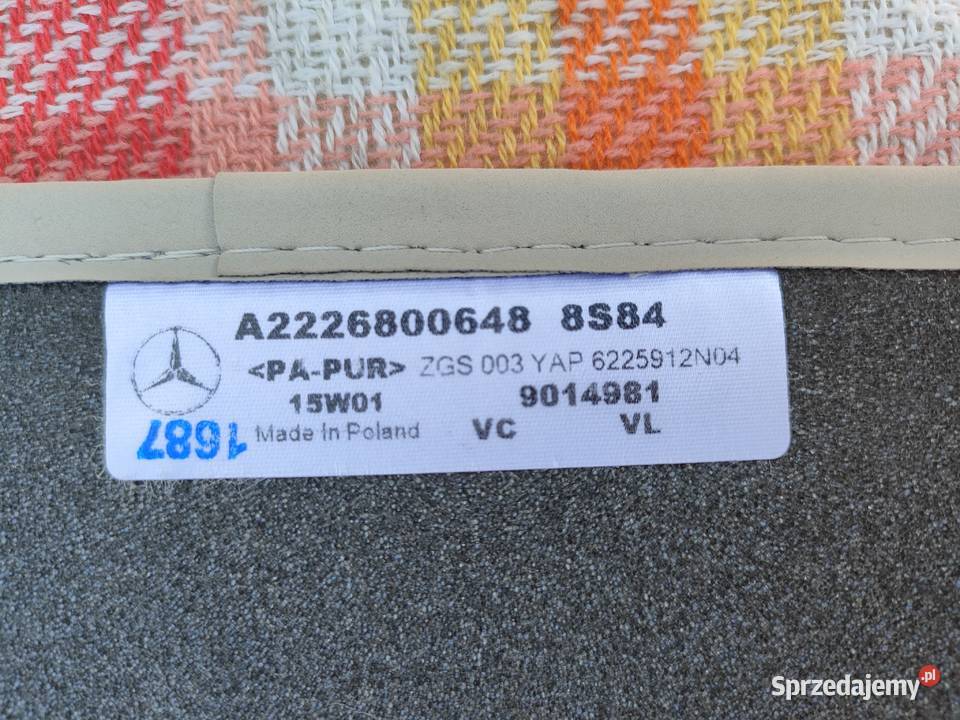 A2226800648 8S84
<PA-PUR> ZGS 003 YAP 6225912N04
15W01 9014981
1687 Made In Poland VC VL
Sprzedajemy.pl